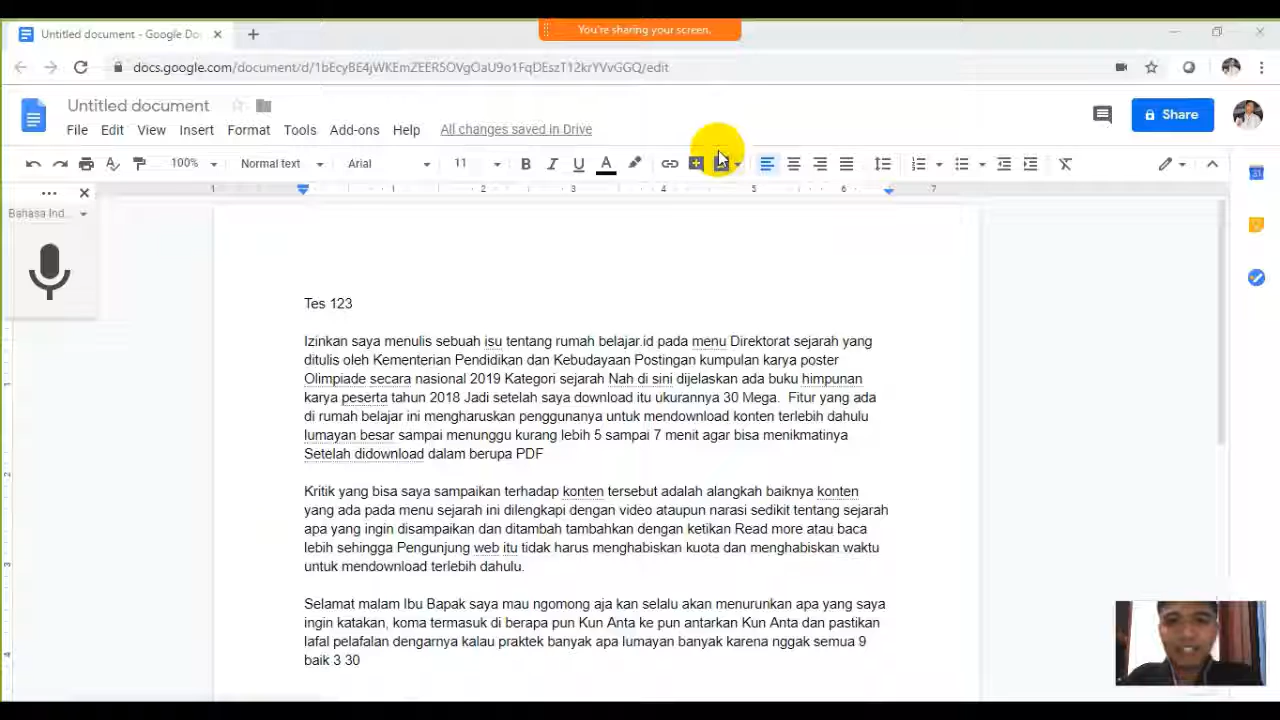 You're sharing your screen.
Untitled document - Google Do
docs.google.com/document/d/1bEcyBE4jWKEmZEERSOVgOaU9o1FqDEszT12krYVvGGQ/edit
Untitled document
File Edit View Insert Format Tools Add-ons Help All changes saved in Drive
Share
100% Normal text Arial 11 B I U A
1 1 2 3 4 5 6 7
Bahasa Ind...
Tes 123
Izinkan saya menulis sebuah isu tentang rumah belajar.id pada menu Direktorat sejarah yang
ditulis oleh Kementerian Pendidikan dan Kebudayaan Postingan kumpulan karya poster
Olimpiade secara nasional 2019 Kategori sejarah Nah di sini dijelaskan ada buku himpunan
karya peserta tahun 2018 Jadi setelah saya download itu ukurannya 30 Mega.  Fitur yang ada
di rumah belajar ini mengharuskan penggunanya untuk mendownload konten terlebih dahulu
lumayan besar sampai menunggu kurang lebih 5 sampai 7 menit agar bisa menikmatinya
Setelah didownload dalam berupa PDF
Kritik yang bisa saya sampaikan terhadap konten tersebut adalah alangkah baiknya konten
yang ada pada menu sejarah ini dilengkapi dengan video ataupun narasi sedikit tentang sejarah
apa yang ingin disampaikan dan ditambah tambahkan dengan ketikan Read more atau baca
lebih sehingga Pengunjung web itu tidak harus menghabiskan kuota dan menghabiskan waktu
untuk mendownload terlebih dahulu.
Selamat malam Ibu Bapak saya mau ngomong aja kan selalu akan menurunkan apa yang saya
ingin katakan, koma termasuk di berapa pun Kun Anta ke pun antarkan Kun Anta dan pastikan
lafal pelafalan dengarnya kalau praktek banyak apa lumayan banyak karena nggak semua 9
baik 3 30